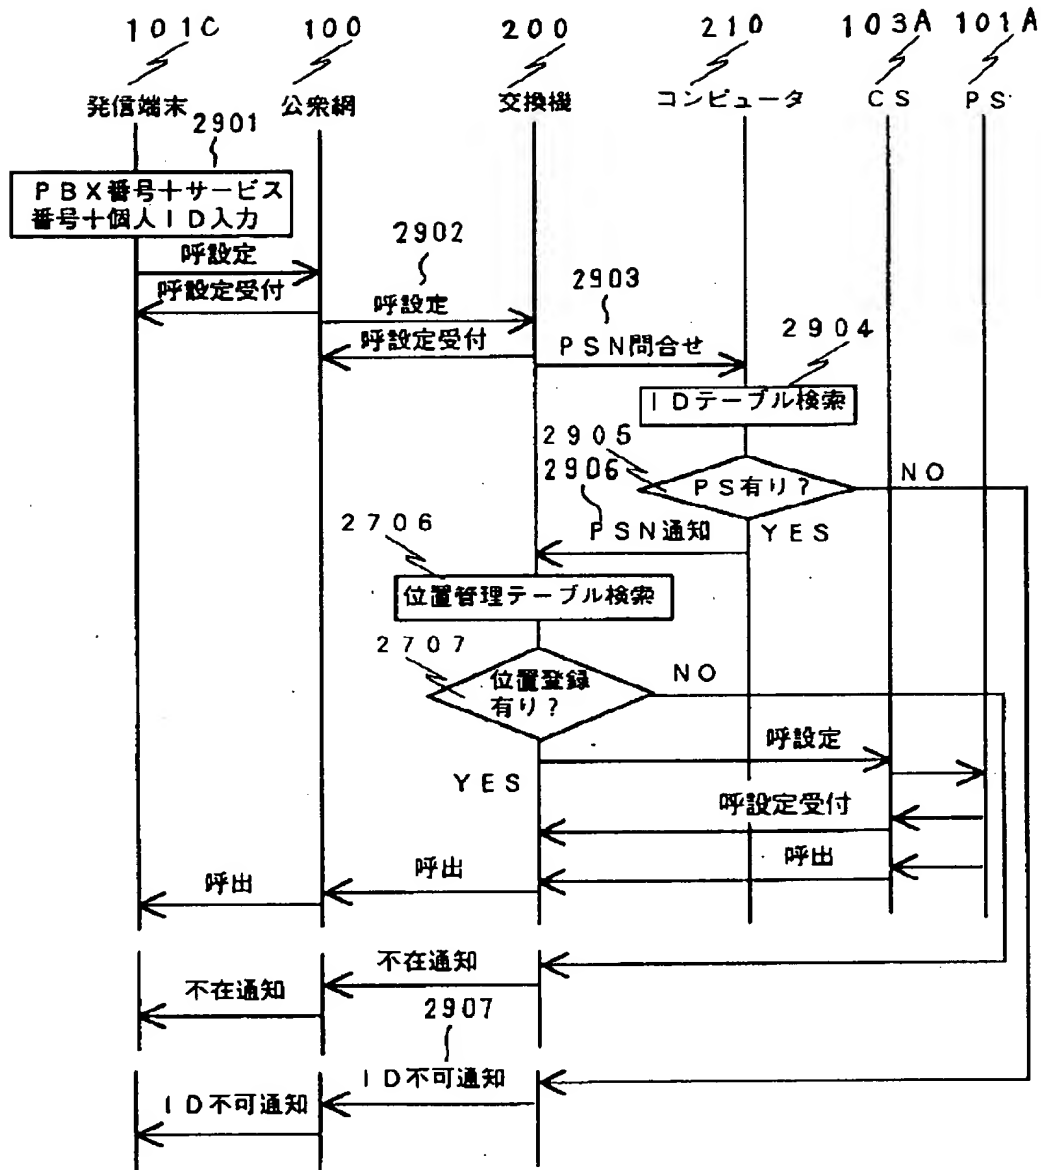 101C 100 200 210 103A 101A
発信端末 公衆網 交換機 コンピュータ CS PS
2901
PBX番号+サービス
番号+個人ID入力
呼設定
2902
呼設定受付
呼設定
2903
呼設定受付
PSN問合せ
2904
IDテーブル検索
2905
2906
PS有り?
NO
PSN通知
YES
2706
位置管理テーブル検索
2707
位置登録
有り?
NO
呼設定
YES
呼設定受付
呼出
呼出
呼出
不在通知
不在通知
2907
ID不可通知
ID不可通知